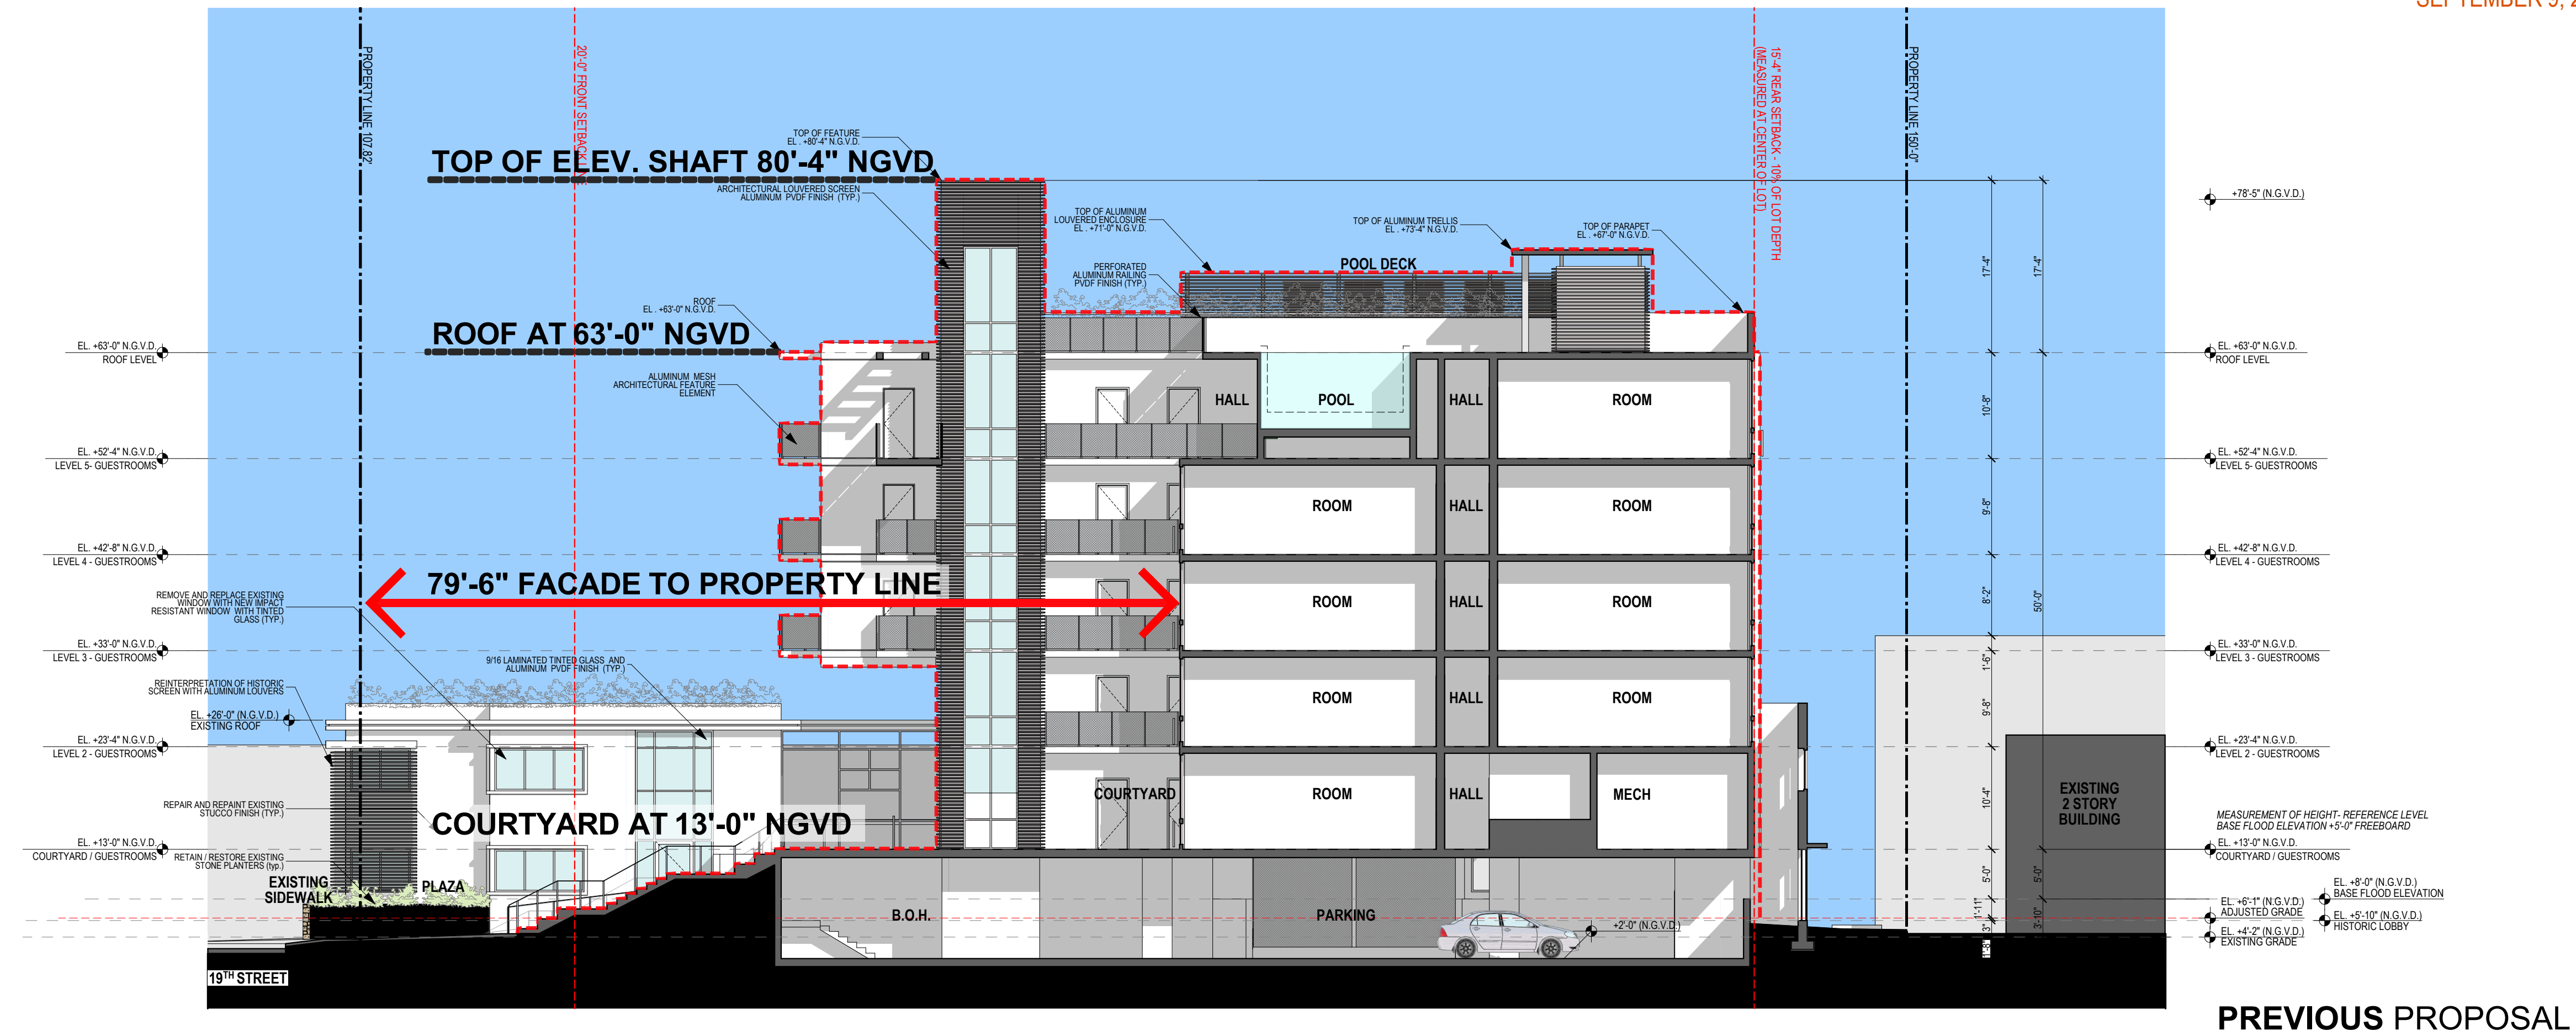 SEPTEMBER 9, 2
PROPERTY LINE 107.82'
20'-0" FRONT SETBACK LINE
15'-4" REAR SETBACK - 10% OF LOT DEPTH
(MEASURED AT CENTER OF LOT)
PROPERTY LINE 150'-0"
TOP OF FEATURE
EL . +80'-4" N.G.V.D.
TOP OF ELEV. SHAFT 80'-4" NGVD
ARCHITECTURAL LOUVERED SCREEN
ALUMINUM PVDF FINISH (TYP.)
TOP OF ALUMINUM
LOUVERED ENCLOSURE
EL . +71'-0" N.G.V.D.
TOP OF ALUMINUM TRELLIS
EL . +73'-4" N.G.V.D.
TOP OF PARAPET
EL . +67'-0" N.G.V.D.
+78'-5" (N.G.V.D.)
PERFORATED
ALUMINUM RAILING
PVDF FINISH (TYP.)
POOL DECK
17'-4"
17'-4"
ROOF
EL . +63'-0" N.G.V.D.
ROOF AT 63'-0" NGVD
EL. +63'-0" N.G.V.D.
ROOF LEVEL
EL. +63'-0" N.G.V.D.
ROOF LEVEL
ALUMINUM MESH
ARCHITECTURAL FEATURE
ELEMENT
HALL
POOL
HALL
ROOM
10'-8"
EL. +52'-4" N.G.V.D.
LEVEL 5- GUESTROOMS
EL. +52'-4" N.G.V.D.
LEVEL 5- GUESTROOMS
ROOM
HALL
ROOM
9'-8"
EL. +42'-8" N.G.V.D.
LEVEL 4 - GUESTROOMS
EL. +42'-8" N.G.V.D.
LEVEL 4 - GUESTROOMS
79'-6" FACADE TO PROPERTY LINE
REMOVE AND REPLACE EXISTING
WINDOW WITH NEW IMPACT
RESISTANT WINDOW WITH TINTED
GLASS (TYP.)
ROOM
HALL
ROOM
8'-2"
50'-0"
EL. +33'-0" N.G.V.D.
LEVEL 3 - GUESTROOMS
EL. +33'-0" N.G.V.D.
LEVEL 3 - GUESTROOMS
1'-6"
9/16 LAMINATED TINTED GLASS AND
ALUMINUM PVDF FINISH (TYP.)
REINTERPRETATION OF HISTORIC
SCREEN WITH ALUMINUM LOUVERS
ROOM
HALL
ROOM
9'-8"
EL. +26'-0" (N.G.V.D.)
EXISTING ROOF
EL. +23'-4" N.G.V.D.
LEVEL 2 - GUESTROOMS
EL. +23'-4" N.G.V.D.
LEVEL 2 - GUESTROOMS
COURTYARD
ROOM
HALL
MECH
10'-4"
EXISTING
2 STORY
BUILDING
REPAIR AND REPAINT EXISTING
STUCCO FINISH (TYP.)
COURTYARD AT 13'-0" NGVD
MEASUREMENT OF HEIGHT- REFERENCE LEVEL
BASE FLOOD ELEVATION +5'-0" FREEBOARD
EL. +13'-0" N.G.V.D.
COURTYARD / GUESTROOMS
EL. +13'-0" N.G.V.D.
COURTYARD / GUESTROOMS
RETAIN / RESTORE EXISTING
STONE PLANTERS (typ.)
EXISTING
SIDEWALK
PLAZA
5'-0"
5'-0"
EL. +8'-0" (N.G.V.D.)
BASE FLOOD ELEVATION
B.O.H.
PARKING
+2'-0" (N.G.V.D.)
1'-11"
3'-10"
3"
EL. +6'-1" (N.G.V.D.)
ADJUSTED GRADE
EL. +5'-10" (N.G.V.D.)
HISTORIC LOBBY
EL. +4'-2" (N.G.V.D.)
EXISTING GRADE
19TH STREET
PREVIOUS PROPOSAL